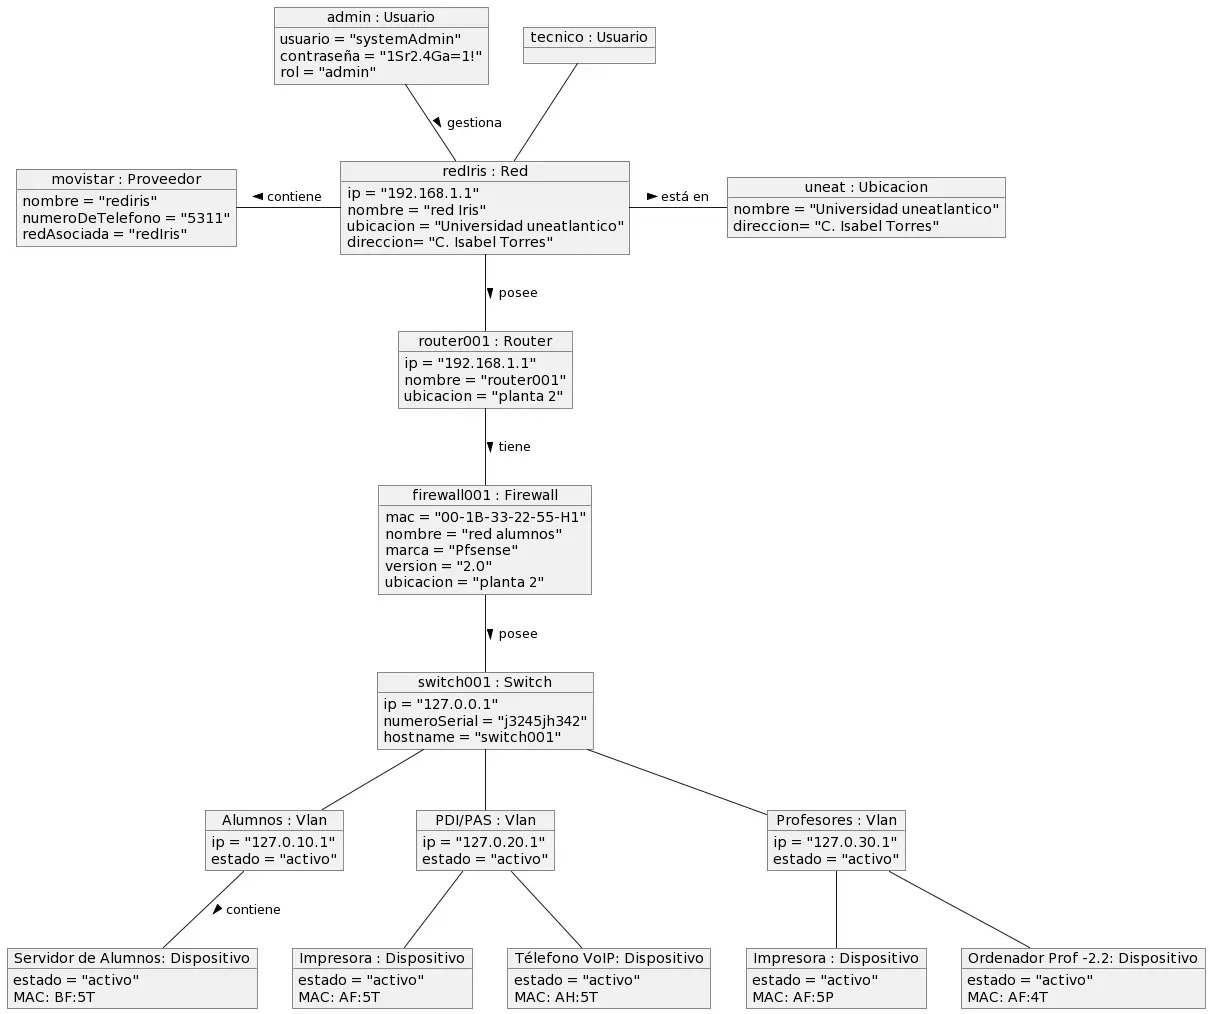 admin : Usuario
usuario = "systemAdmin"
contraseña = "1Sr2.4Ga=1!"
rol = "admin"
tecnico : Usuario
gestiona
movistar : Proveedor
nombre = "rediris"
numeroDeTelefono = "5311"
redAsociada = "redIris"
contiene
redIris : Red
ip = "192.168.1.1"
nombre = "red Iris"
ubicacion = "Universidad uneatlantico"
direccion= "C. Isabel Torres"
está en
uneat : Ubicacion
nombre = "Universidad uneatlantico"
direccion= "C. Isabel Torres"
posee
router001 : Router
ip = "192.168.1.1"
nombre = "router001"
ubicacion = "planta 2"
tiene
firewall001 : Firewall
mac = "00-1B-33-22-55-H1"
nombre = "red alumnos"
marca = "Pfsense"
version = "2.0"
ubicacion = "planta 2"
posee
switch001 : Switch
ip = "127.0.0.1"
numeroSerial = "j3245jh342"
hostname = "switch001"
Alumnos : Vlan
ip = "127.0.10.1"
estado = "activo"
PDI/PAS : Vlan
ip = "127.0.20.1"
estado = "activo"
Profesores : Vlan
ip = "127.0.30.1"
estado = "activo"
contiene
Servidor de Alumnos: Dispositivo
estado = "activo"
MAC: BF:5T
Impresora : Dispositivo
estado = "activo"
MAC: AF:5T
Télefono VoIP: Dispositivo
estado = "activo"
MAC: AH:5T
Impresora : Dispositivo
estado = "activo"
MAC: AF:5P
Ordenador Prof -2.2: Dispositivo
estado = "activo"
MAC: AF:4T